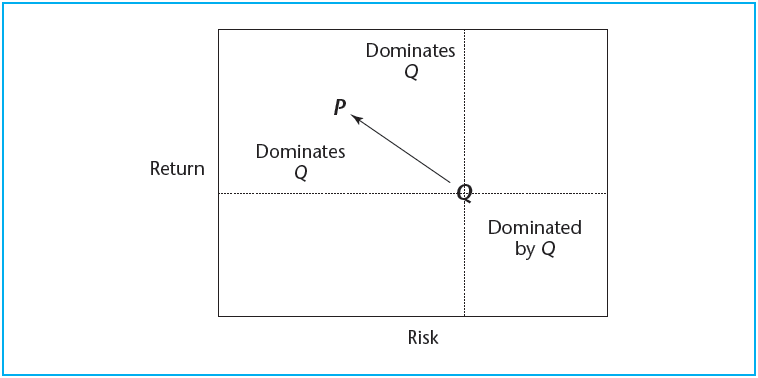 Dominates
Q
P
Dominates
Q
Return
Q
Dominated
by Q
Risk